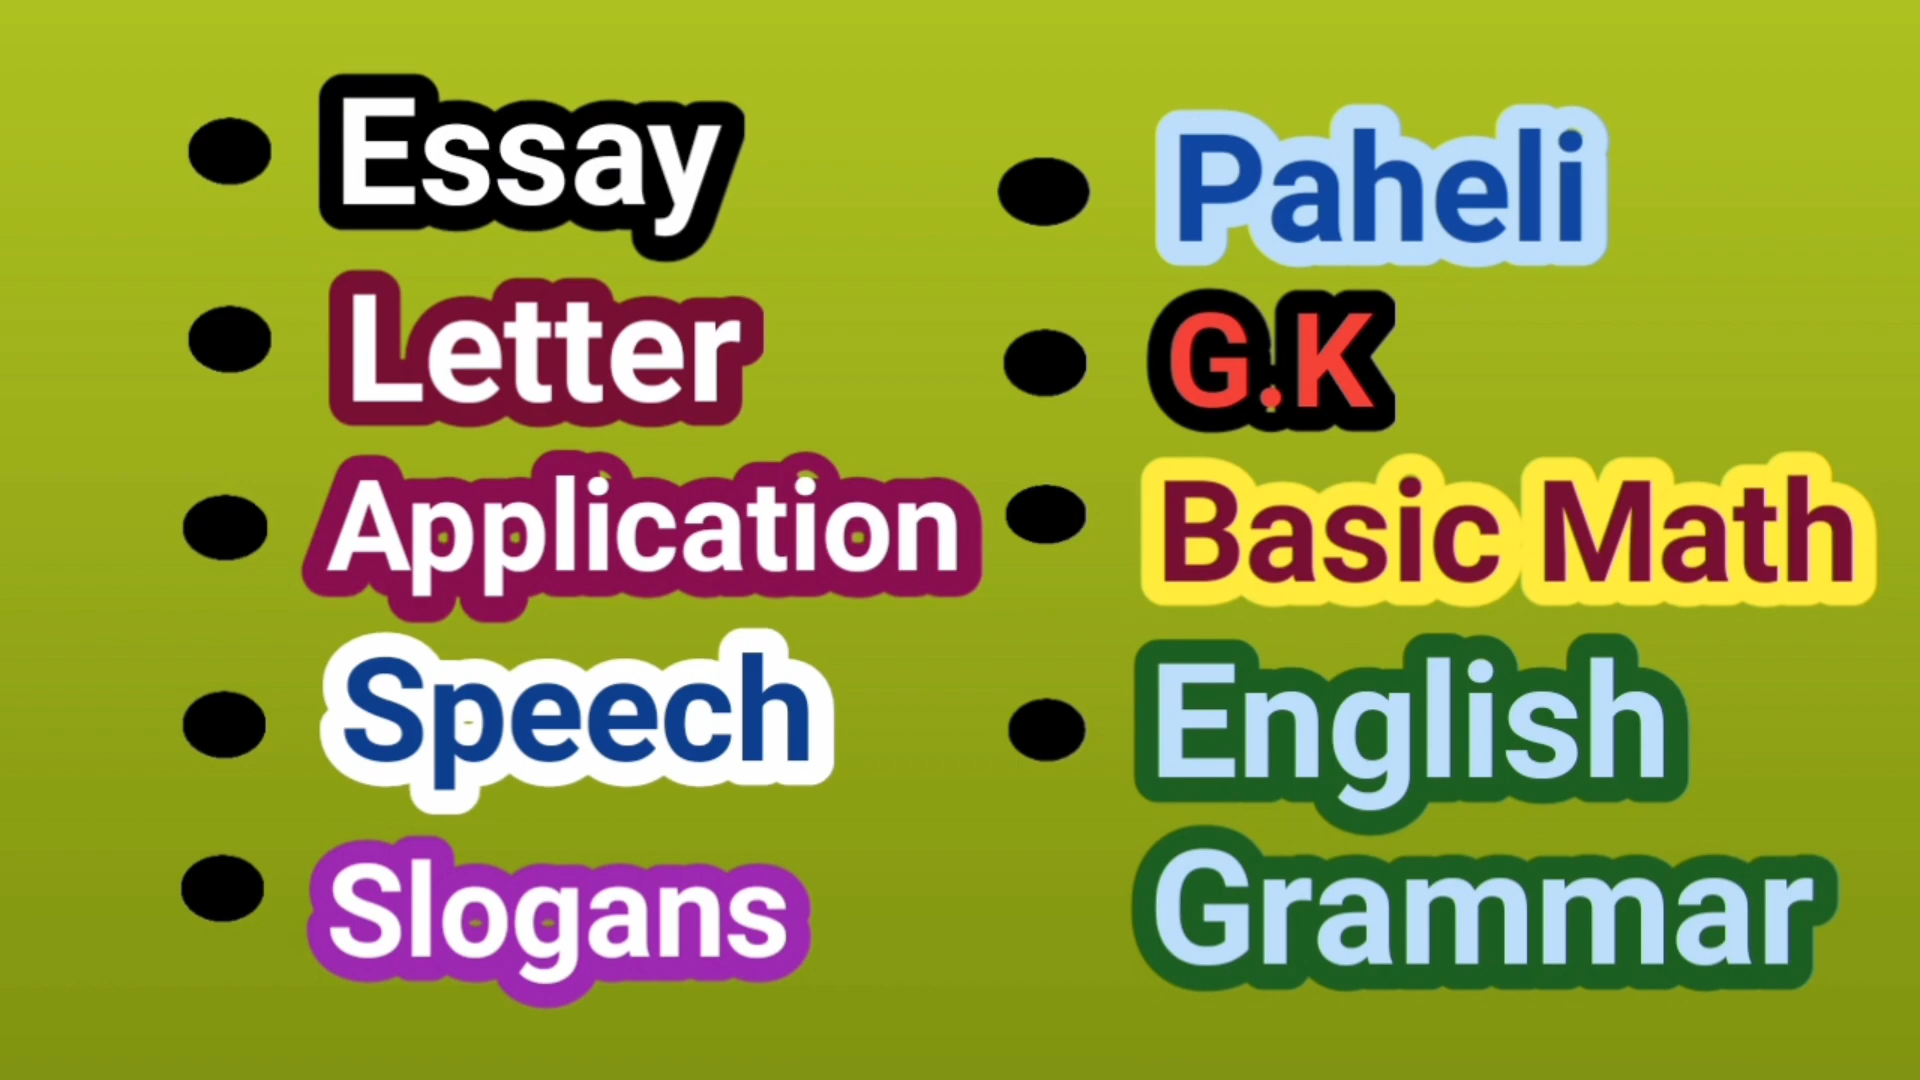 Essay
Letter
Application
Speech
Slogans
Paheli
G.K
Basic Math
English
Grammar